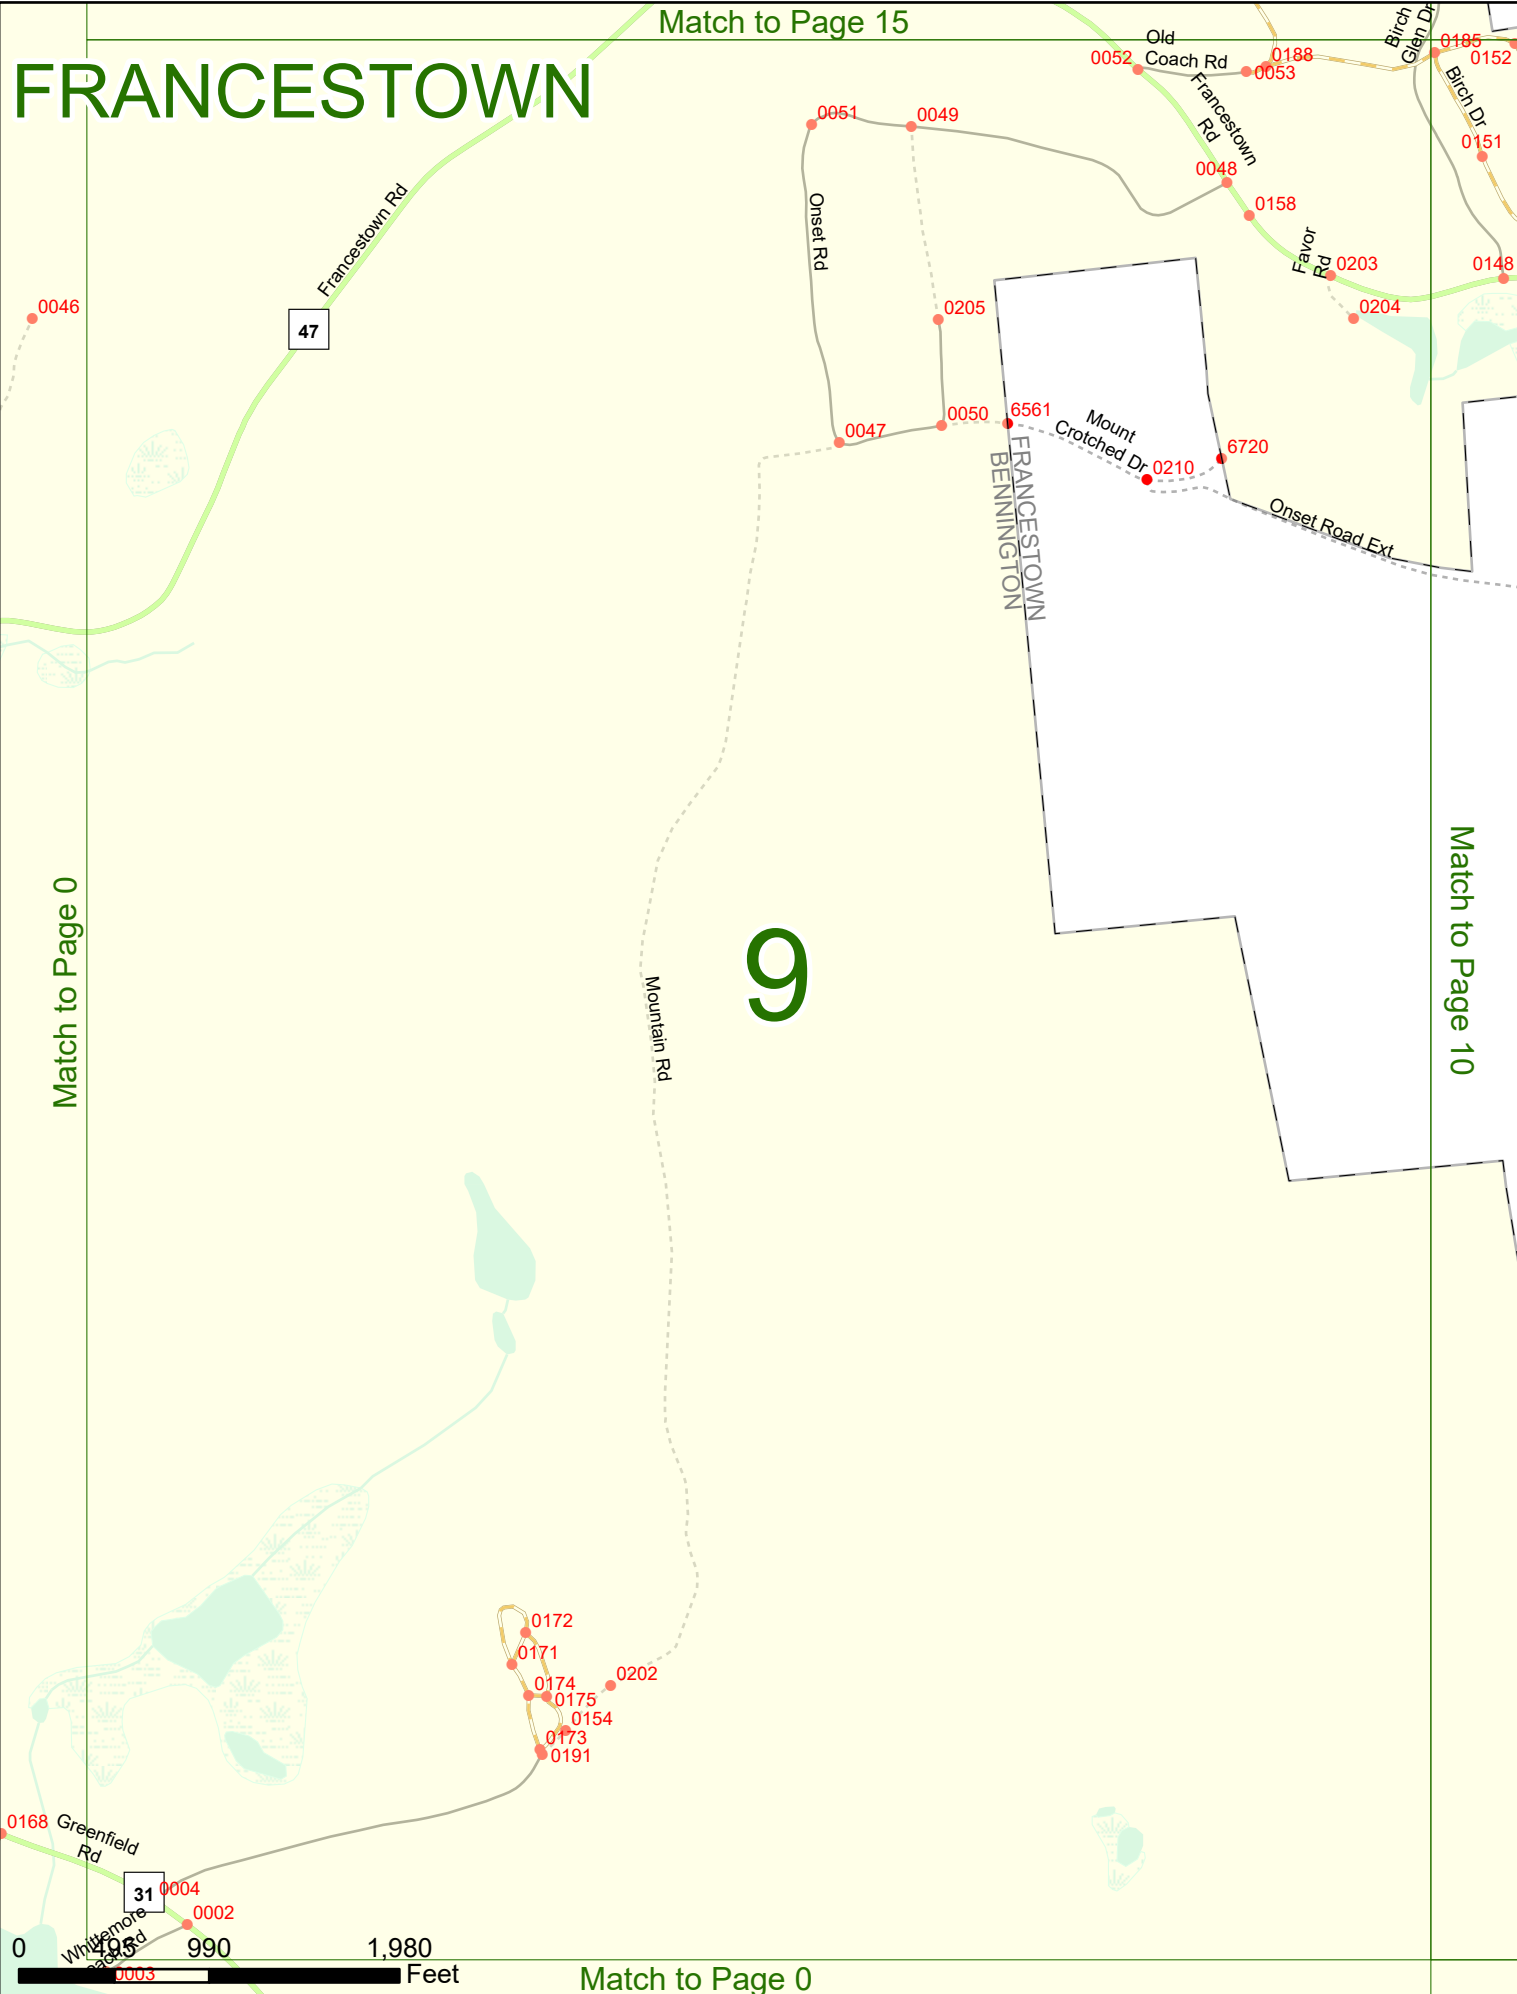 Match to Page 15
FRANCESTOWN
Old
Coach Rd
0052
0188
0053
Birch
Glen Dr
0185
0152
Birch Dr
0151
Francestown
Rd
0051
0049
0048
0158
Onset Rd
Francestown Rd
47
0046
Favor
Rd
0203
0148
0204
0205
0050
6561
0047
Mount
Crotched Dr
0210
6720
FRANCESTOWN
BENNINGTON
Onset Road Ext
Match to Page 0
9
Match to Page 10
Mountain Rd
0172
0171
0202
0174
0175
0154
0173
0191
0168
Greenfield
Rd
31
0004
0002
Whittemore
Rd
0
495
990
1,980
Feet
0003
Match to Page 0